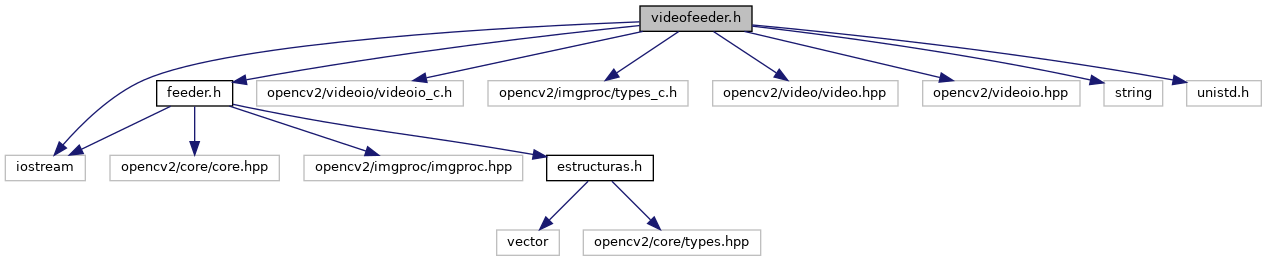 videofeeder.h
feeder.h
opencv2/videoio/videoio_c.h
opencv2/imgproc/types_c.h
opencv2/video/video.hpp
opencv2/videoio.hpp
string
unistd.h
iostream
opencv2/core/core.hpp
opencv2/imgproc/imgproc.hpp
estructuras.h
vector
opencv2/core/types.hpp